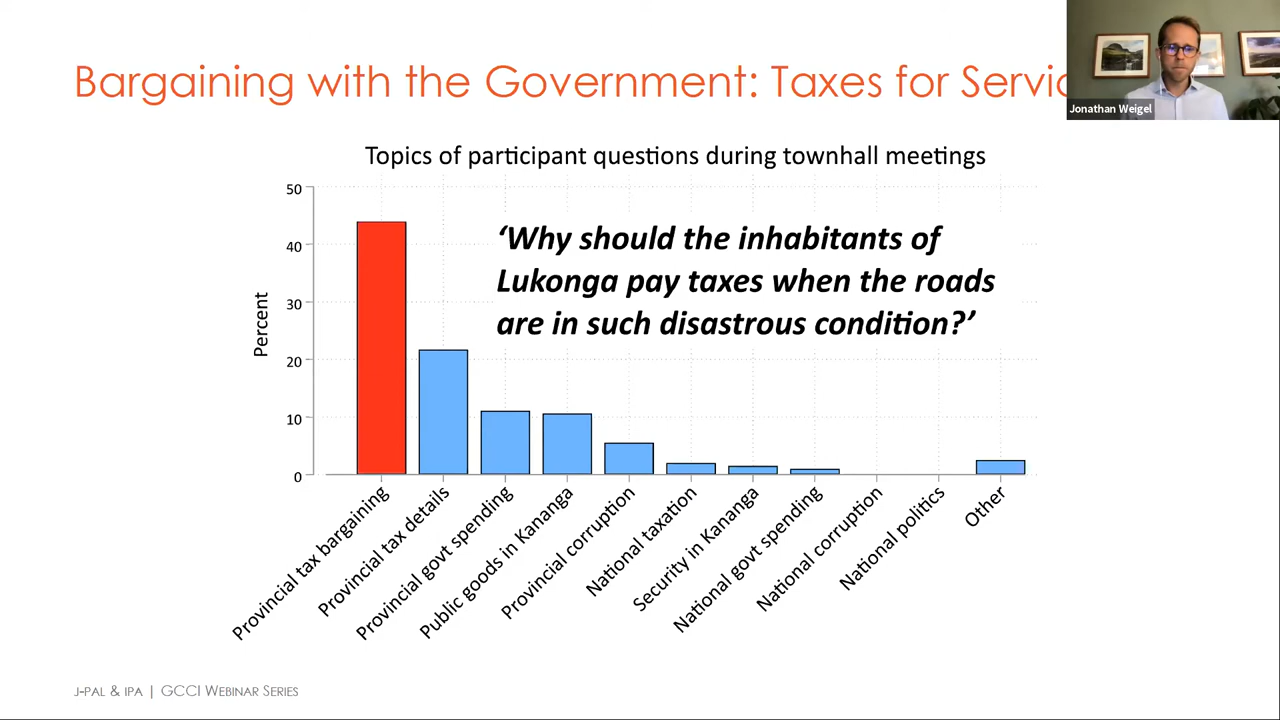 Bargaining with the Government: Taxes for Servic
Jonathan Weigel
Topics of participant questions during townhall meetings
Percent
50
40
30
20
10
0
‘Why should the inhabitants of
Lukonga pay taxes when the roads
are in such disastrous condition?’
Provincial tax bargaining
Provincial tax details
Provincial govt spending
Public goods in Kananga
Provincial corruption
National taxation
Security in Kananga
National govt spending
National corruption
National politics
Other
J-PAL & IPA | GCCI WEBINAR SERIES